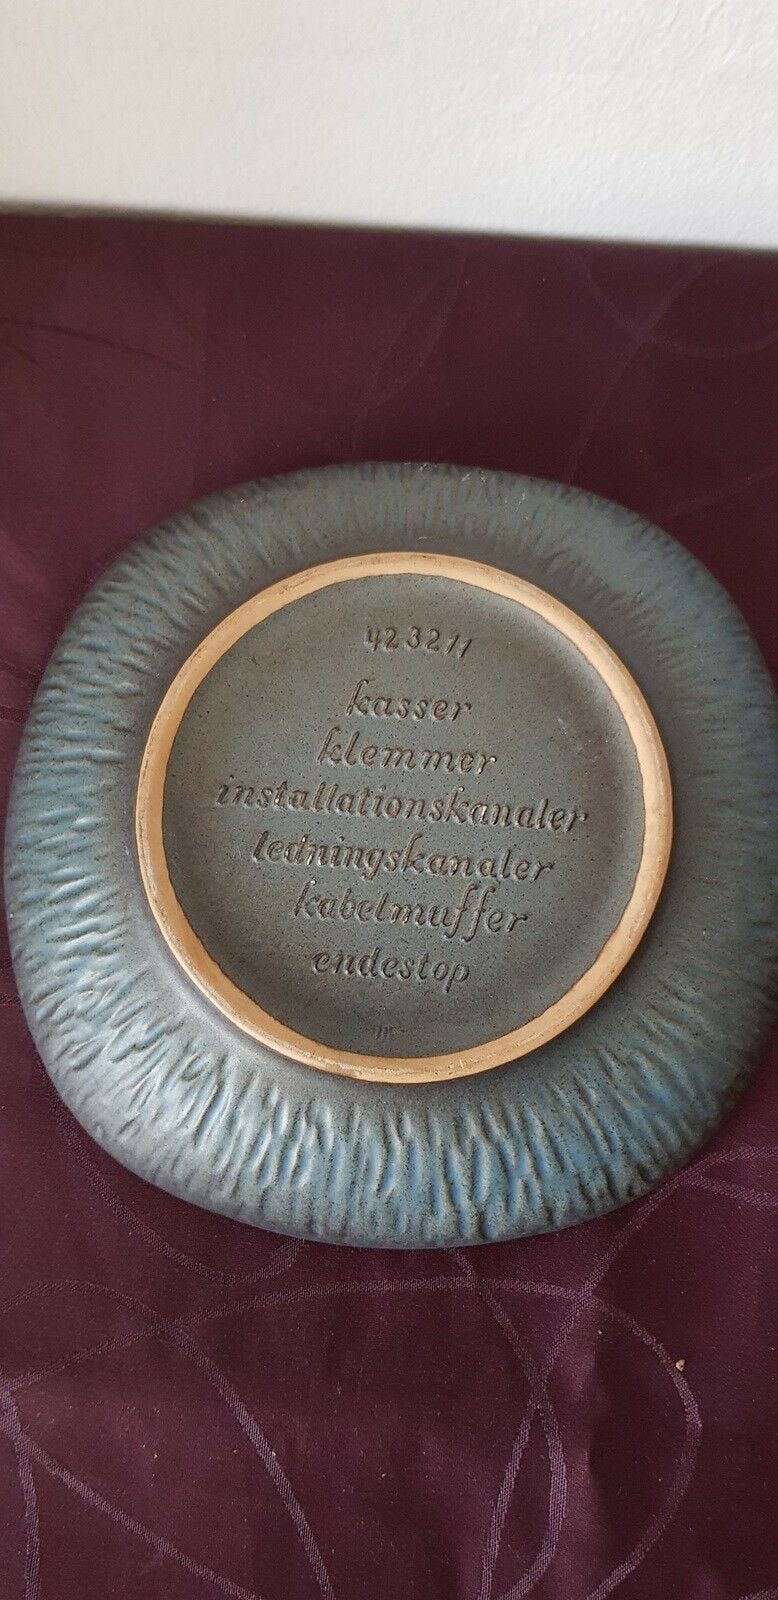 423211
kasser
klemmer
installationskanaler
ledningskanaler
kabelmuffer
endestop